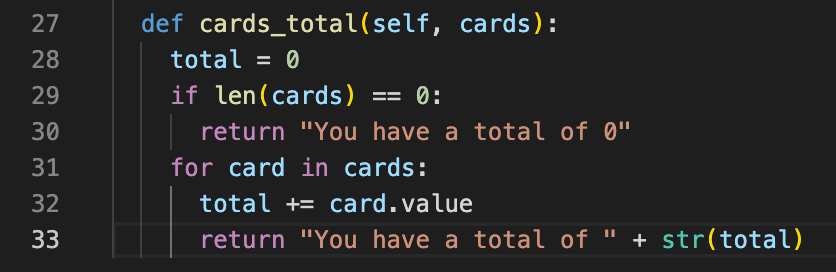 27 def cards_total(self, cards):
28 total = 0
29 if len(cards) == 0:
30 return "You have a total of 0"
31 for card in cards:
32 total += card.value
33 return "You have a total of " + str(total)